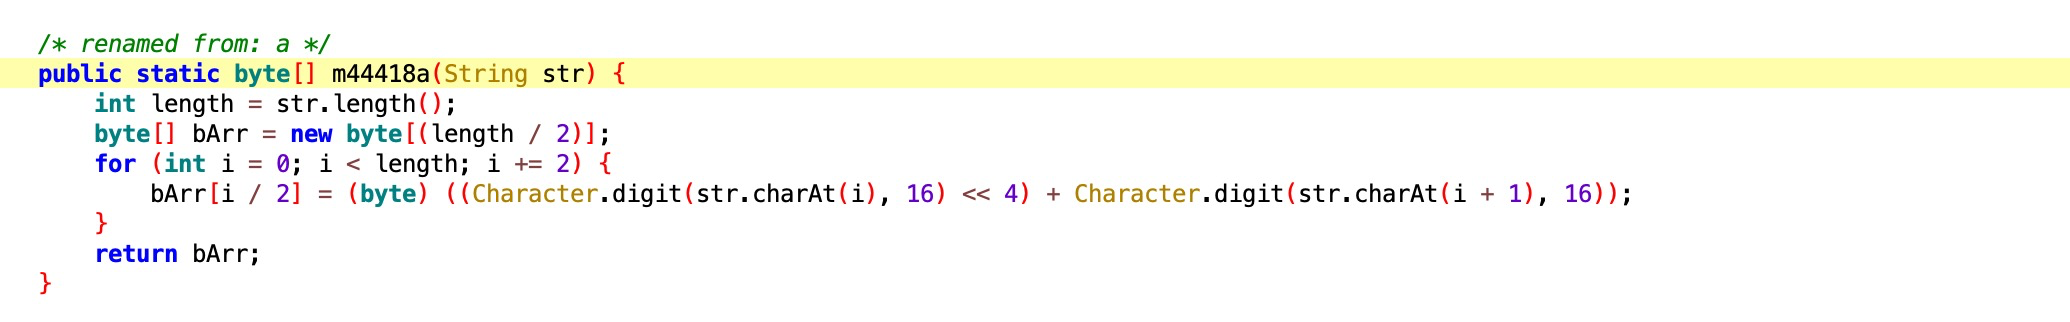 /* renamed from: a */
public static byte[] m44418a(String str) {
    int length = str.length();
    byte[] bArr = new byte[(length / 2)];
    for (int i = 0; i < length; i += 2) {
        bArr[i / 2] = (byte) ((Character.digit(str.charAt(i), 16) << 4) + Character.digit(str.charAt(i + 1), 16));
    }
    return bArr;
}